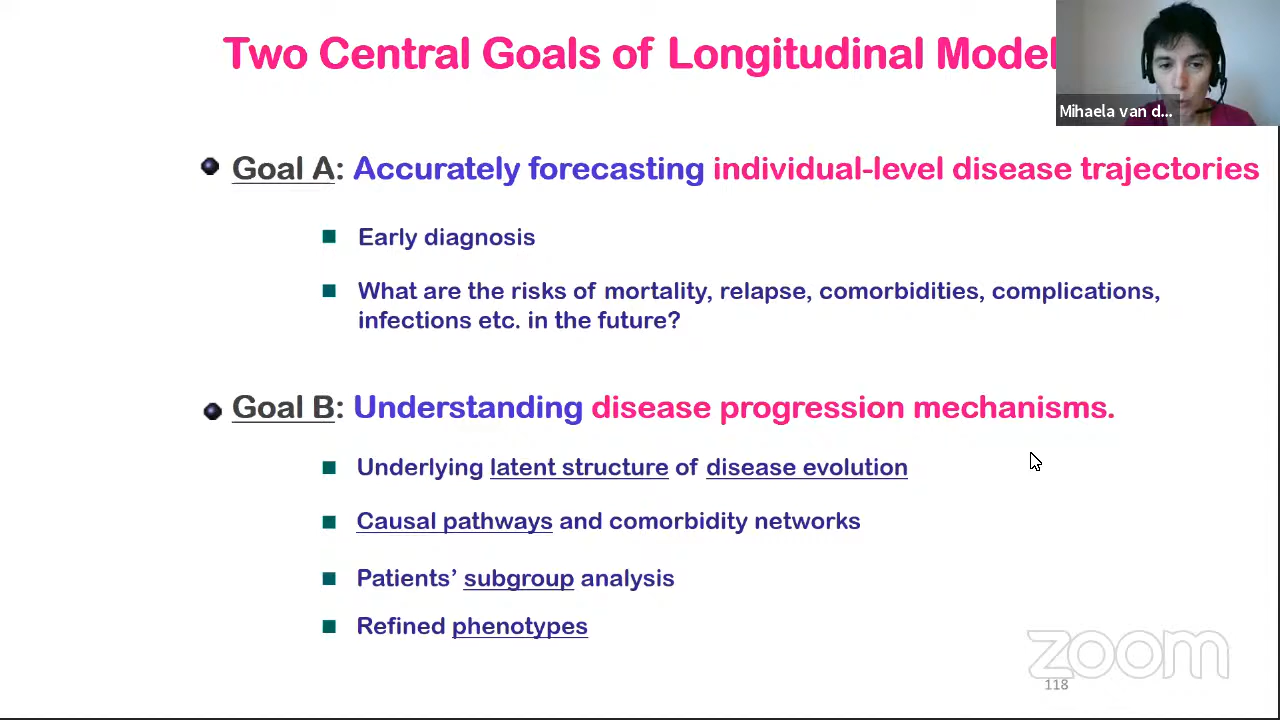 Two Central Goals of Longitudinal Model
Mihaela van d...
Goal A: Accurately forecasting individual-level disease trajectories
Early diagnosis
What are the risks of mortality, relapse, comorbidities, complications,
infections etc. in the future?
Goal B: Understanding disease progression mechanisms.
Underlying latent structure of disease evolution
Causal pathways and comorbidity networks
Patients’ subgroup analysis
Refined phenotypes
zoom
118